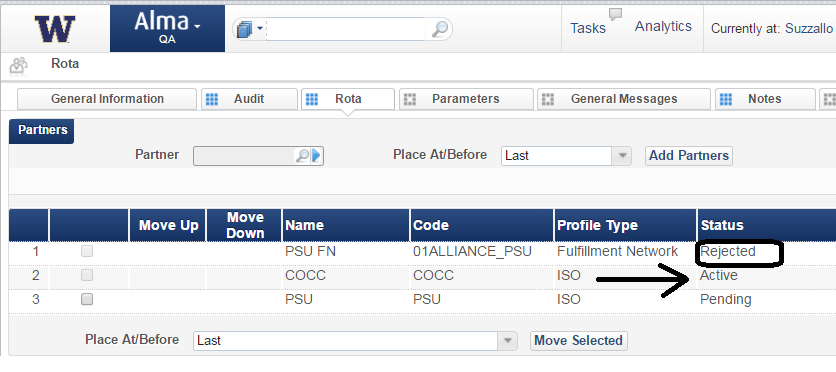 W Alma QA Tasks Analytics Currently at: Suzzallo
Rota
General Information Audit Rota Parameters General Messages Notes
Partners
Partner Place At/Before Last Add Partners
Move Up Move Down Name Code Profile Type Status
1 PSU FN 01ALLIANCE_PSU Fulfillment Network Rejected
2 COCC COCC ISO Active
3 PSU PSU ISO Pending
Place At/Before Last Move Selected